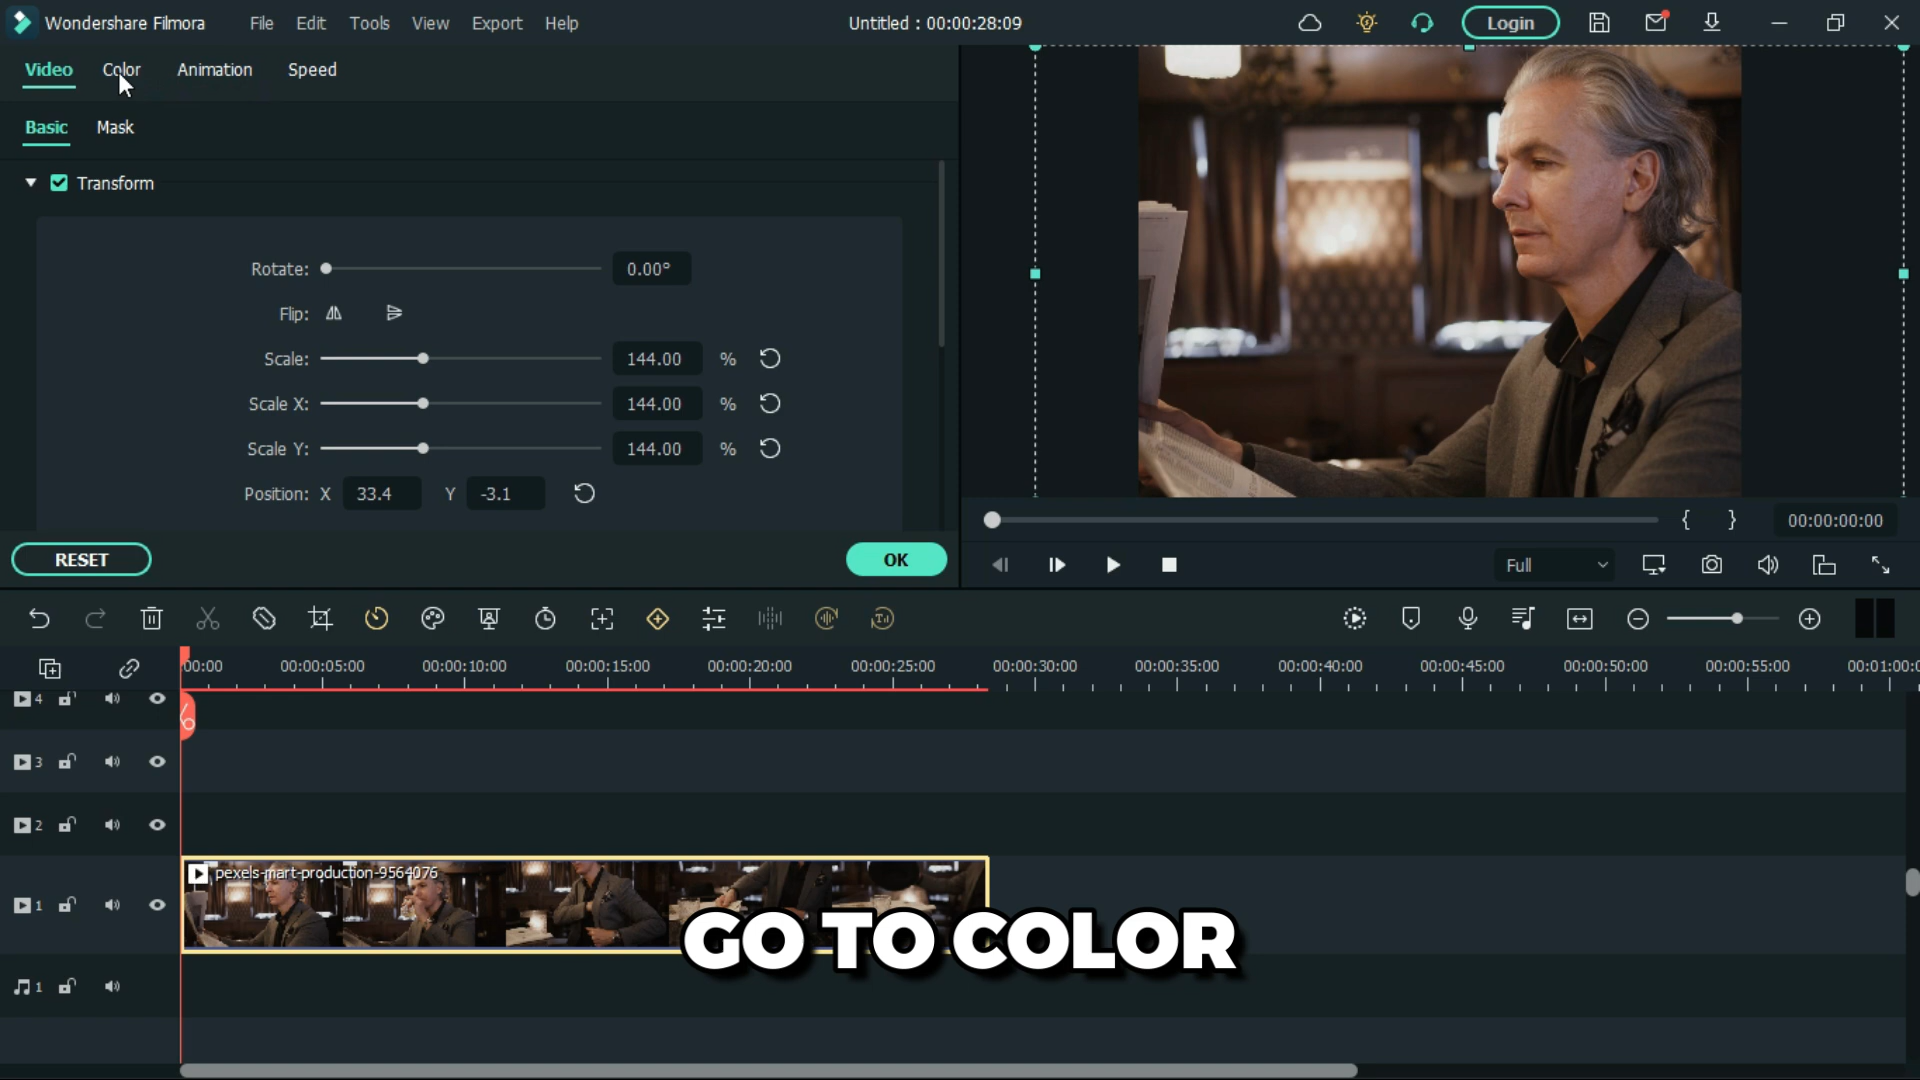 Wondershare Filmora File Edit Tools View Export Help Untitled : 00:00:28:09 Login
Video Color Animation Speed
Basic Mask
Transform
Rotate: 0.00°
Flip:
Scale: 144.00 %
Scale X: 144.00 %
Scale Y: 144.00 %
Position: X 33.4 Y -3.1
{ } 00:00:00:00
RESET OK
Full
00:00 00:00:05:00 00:00:10:00 00:00:15:00 00:00:20:00 00:00:25:00 00:00:30:00 00:00:35:00 00:00:40:00 00:00:45:00 00:00:50:00 00:00:55:00 00:01:00:0
4
3
2
pexels-mart-production-9564076
1
GO TO COLOR
1